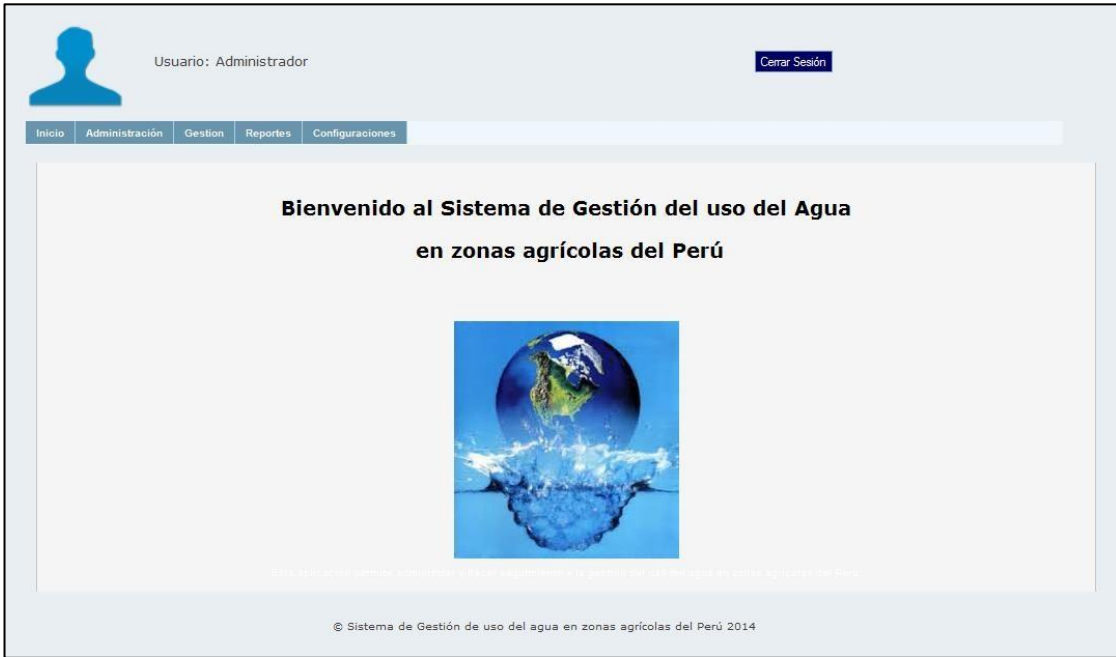 Usuario: Administrador
Cerrar Sesión
Inicio Administración Gestion Reportes Configuraciones
Bienvenido al Sistema de Gestión del uso del Agua
en zonas agrícolas del Perú
© Sistema de Gestión de uso del agua en zonas agrícolas del Perú 2014